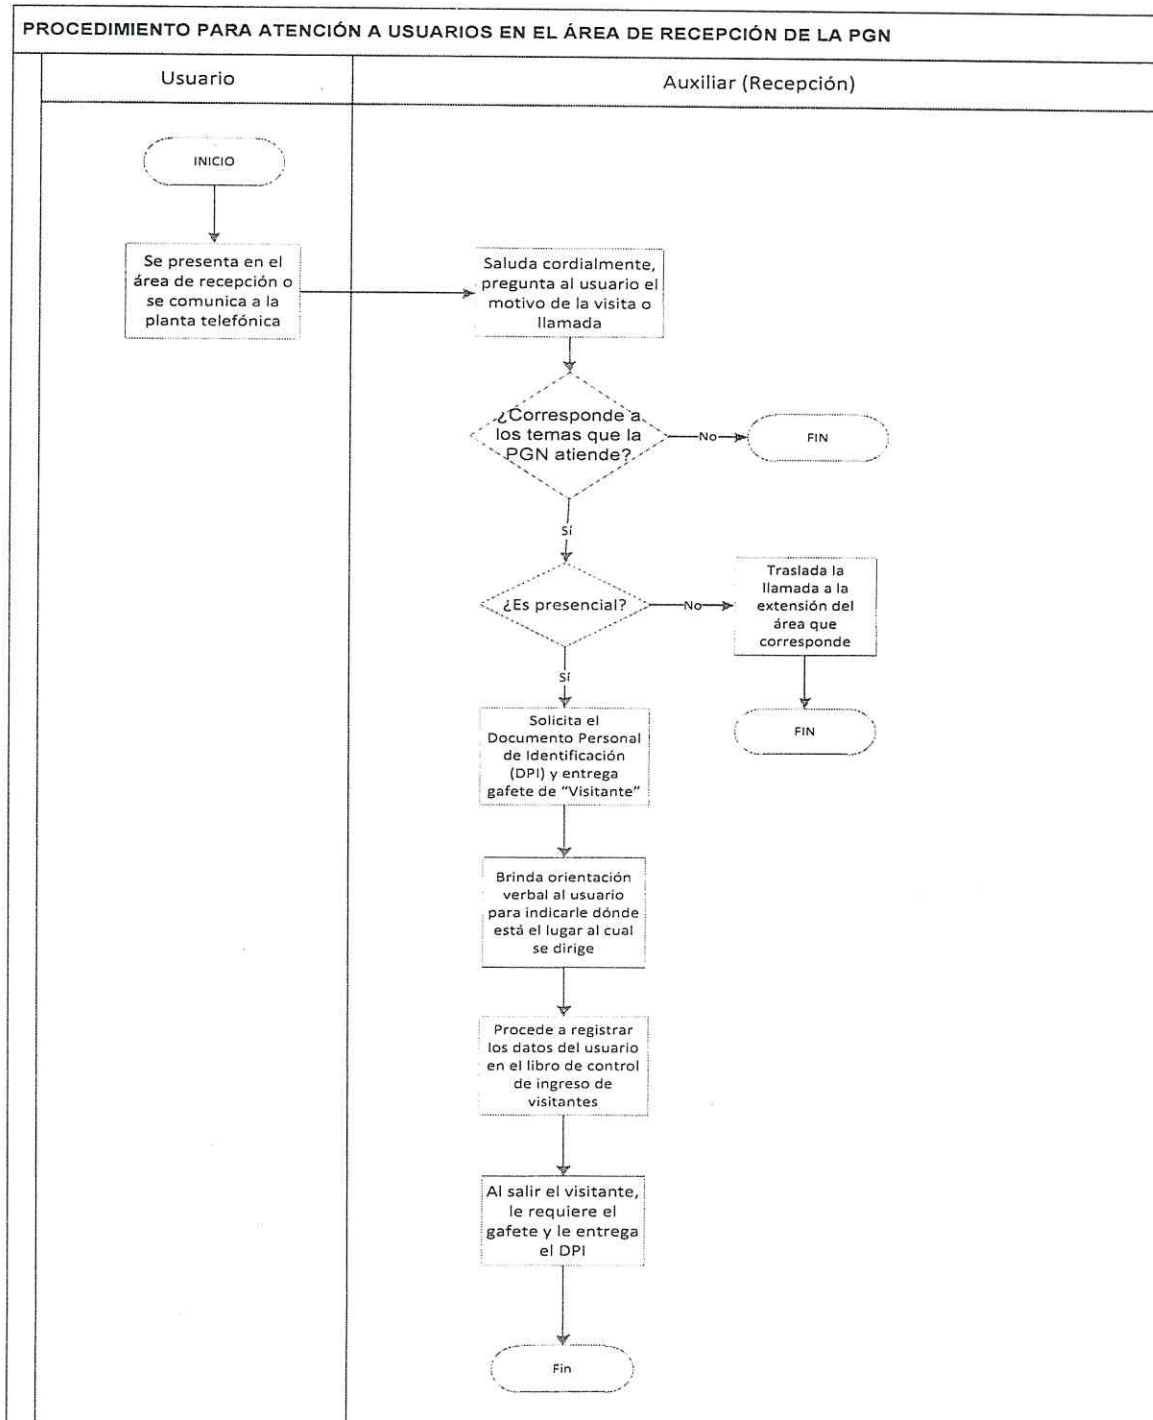 PROCEDIMIENTO PARA ATENCIÓN A USUARIOS EN EL ÁREA DE RECEPCIÓN DE LA PGN
Usuario
Auxiliar (Recepción)
INICIO
Se presenta en el
área de recepción o
se comunica a la
planta telefónica
Saluda cordialmente,
pregunta al usuario el
motivo de la visita o
llamada
¿Corresponde a
los temas que la
PGN atiende?
No
FIN
Sí
¿Es presencial?
No
Traslada la
llamada a la
extensión del
área que
corresponde
FIN
Sí
Solicita el
Documento Personal
de Identificación
(DPI) y entrega
gafete de “Visitante”
Brinda orientación
verbal al usuario
para indicarle dónde
está el lugar al cual
se dirige
Procede a registrar
los datos del usuario
en el libro de control
de ingreso de
visitantes
Al salir el visitante,
le requiere el
gafete y le entrega
el DPI
Fin